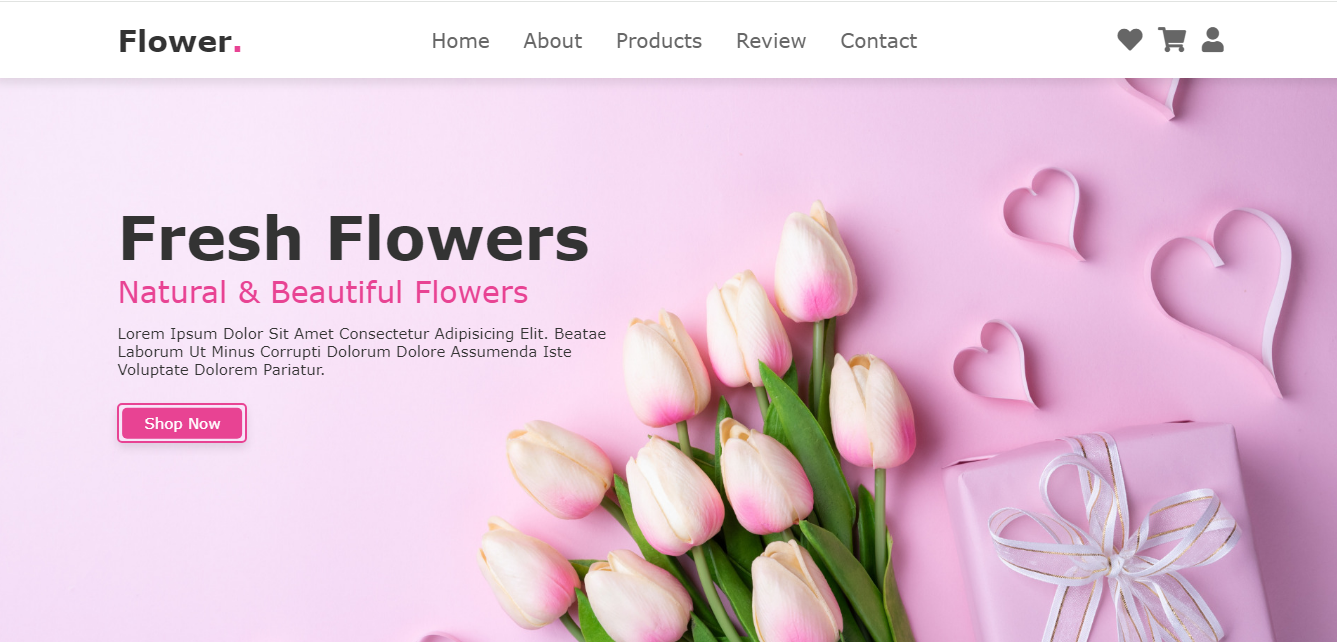 Flower.
Home About Products Review Contact
Fresh Flowers
Natural & Beautiful Flowers
Lorem Ipsum Dolor Sit Amet Consectetur Adipisicing Elit. Beatae
Laborum Ut Minus Corrupti Dolorum Dolore Assumenda Iste
Voluptate Dolorem Pariatur.
Shop Now